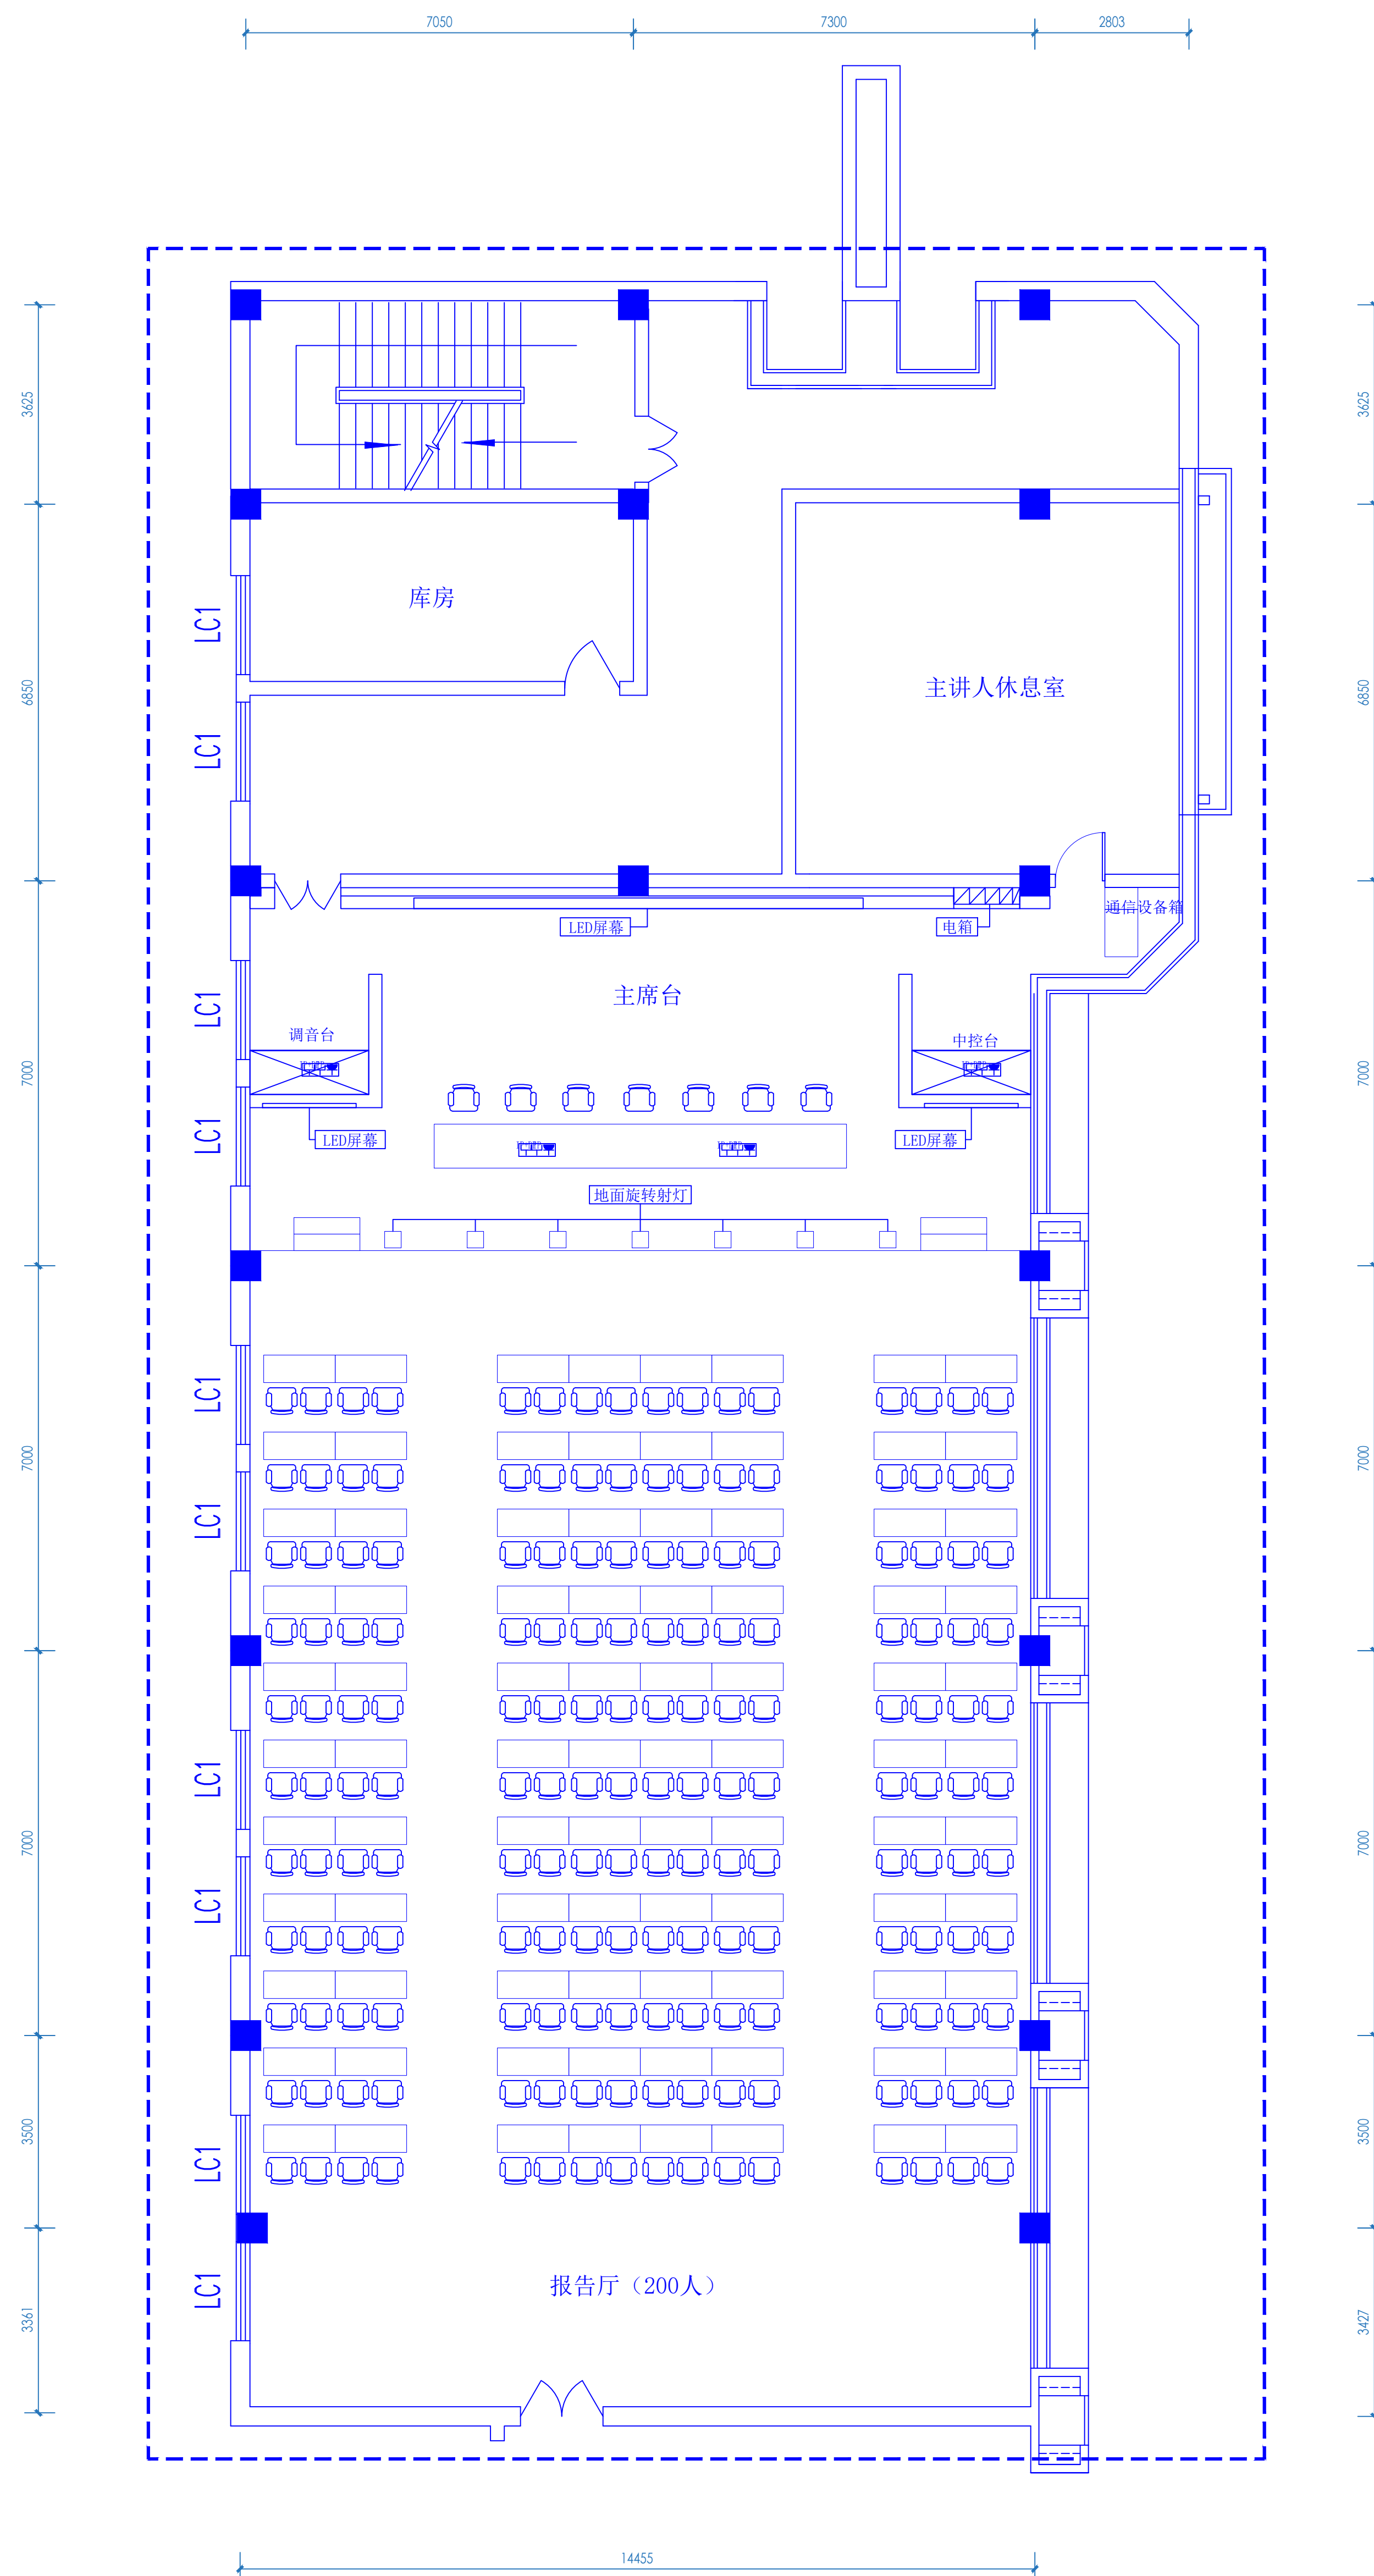 7050
7300
2803
3625
3625
库房
LC1
6850
主讲人休息室
6850
LC1
通信设备箱
LED屏幕
电箱
主席台
LC1
调音台
中控台
7000
7000
LC1
LED屏幕
LED屏幕
地面旋转射灯
LC1
7000
7000
LC1
LC1
7000
7000
LC1
3500
3500
LC1
报告厅（200人）
LC1
3361
3427
14455